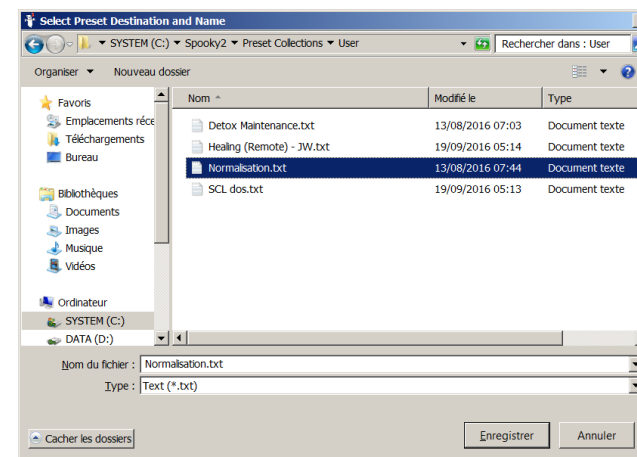 Select Preset Destination and Name
SYSTEM (C:) Spooky2 Preset Collections User Rechercher dans : User
Organiser Nouveau dossier
Nom Modifié le Type
Favoris
Emplacements réce
Téléchargements
Bureau
Bibliothèques
Documents
Images
Musique
Vidéos
Ordinateur
SYSTEM (C:)
DATA (D:)
Detox Maintenance.txt 13/08/2016 07:03 Document texte
Healing (Remote) - JW.txt 19/09/2016 05:14 Document texte
Normalisation.txt 13/08/2016 07:44 Document texte
SCL dos.txt 19/09/2016 05:13 Document texte
Nom du fichier : Normalisation.txt
Type : Text (*.txt)
Cacher les dossiers Enregistrer Annuler